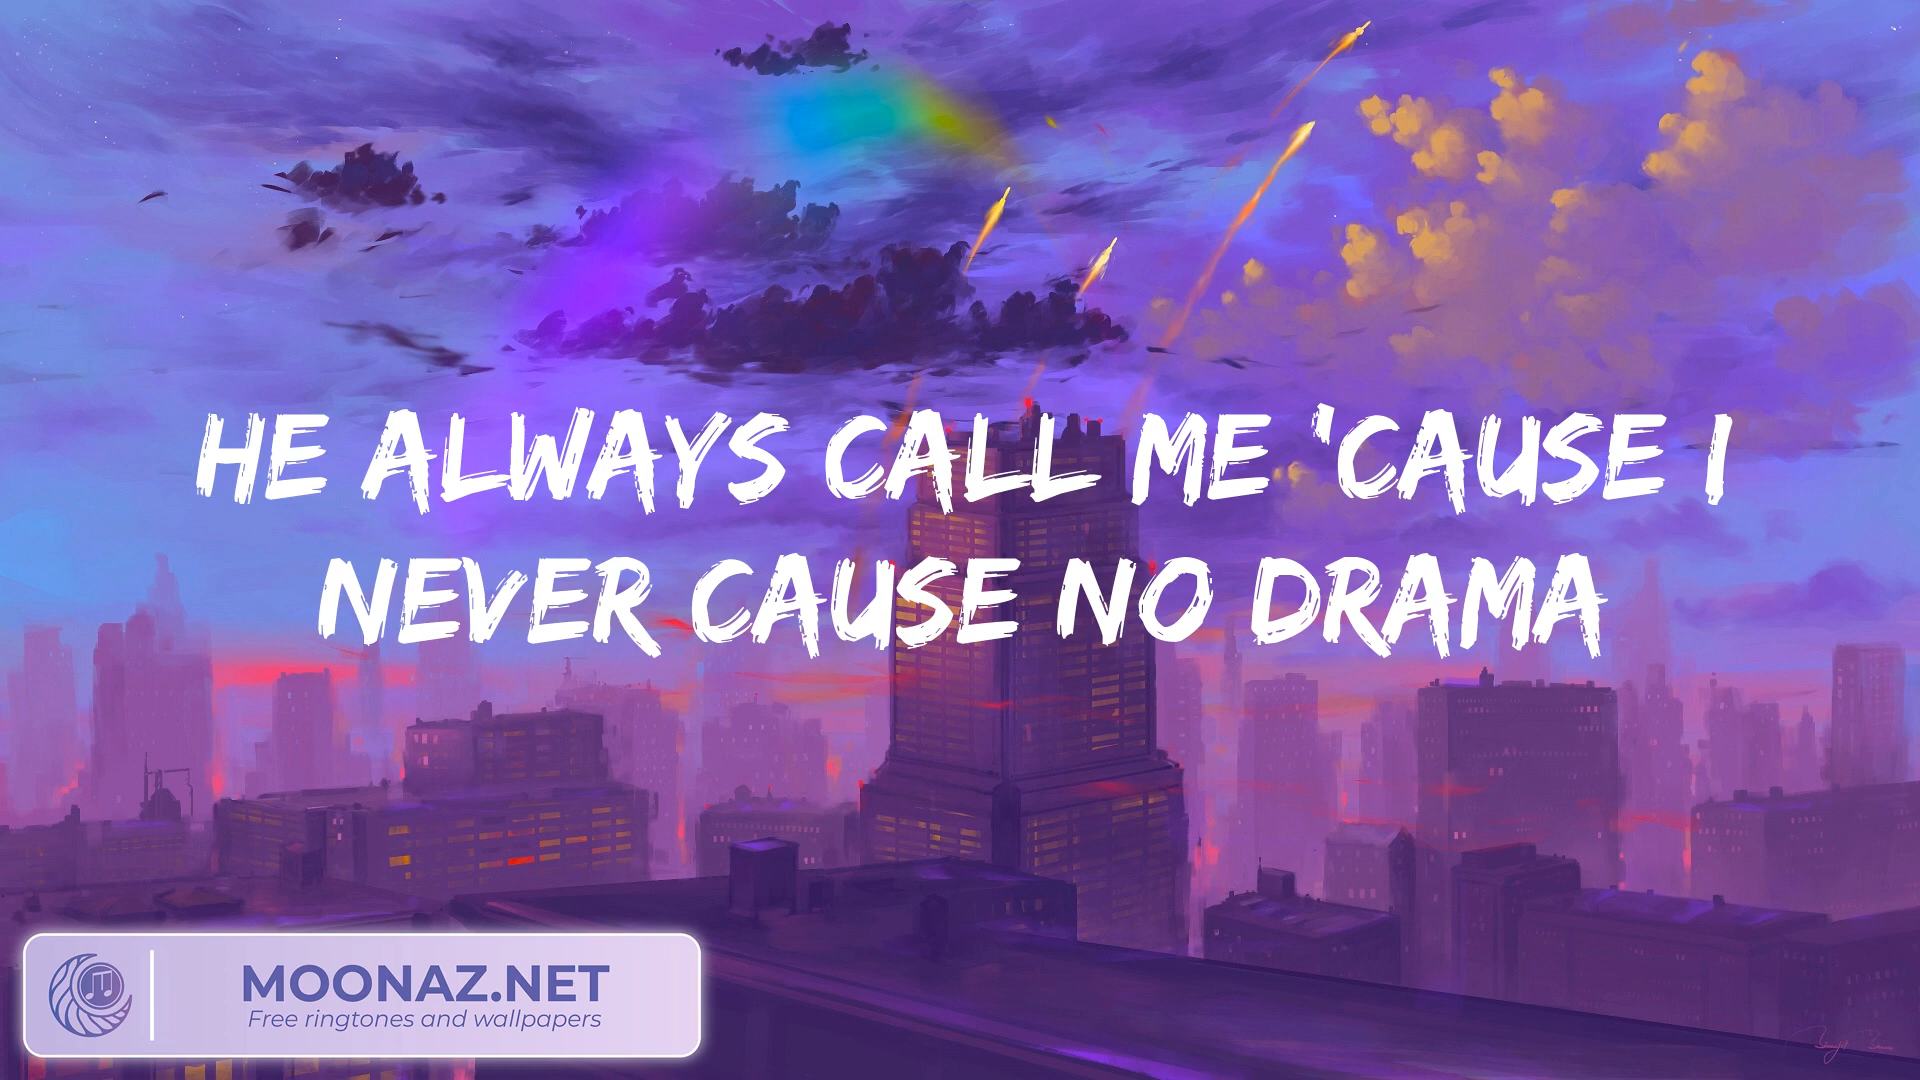 HE ALWAYS CALL ME 'CAUSE I
NEVER CAUSE NO DRAMA
MOONAZ.NET
Free ringtones and wallpapers